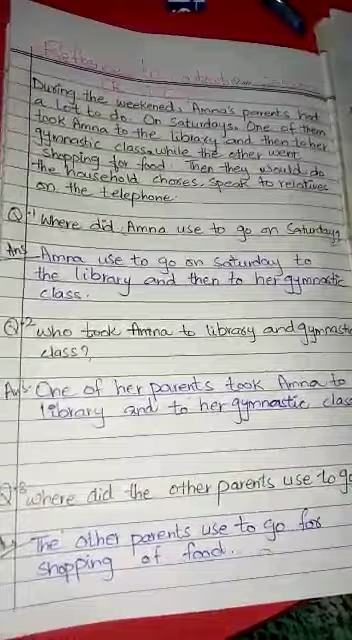 During the weekened, Amna's parents had
a lot to do. On Saturdays, One of them
took Amna to the library and then to her
gymnastic class. while the other went
shopping for food. Then they would do
the household chores, speak to relatives
on the telephone.
Q#1 Where did Amna use to go on Saturday?
Ans Amna use to go on Saturday to
the library and then to her gymnastic
class.
Q#2 who took Amna to library and gymnastic
class?
Ans One of her parents took Amna to
library and to her gymnastic class
Q#3 where did the other parents use to go
The other parents use to go for
shopping of food.